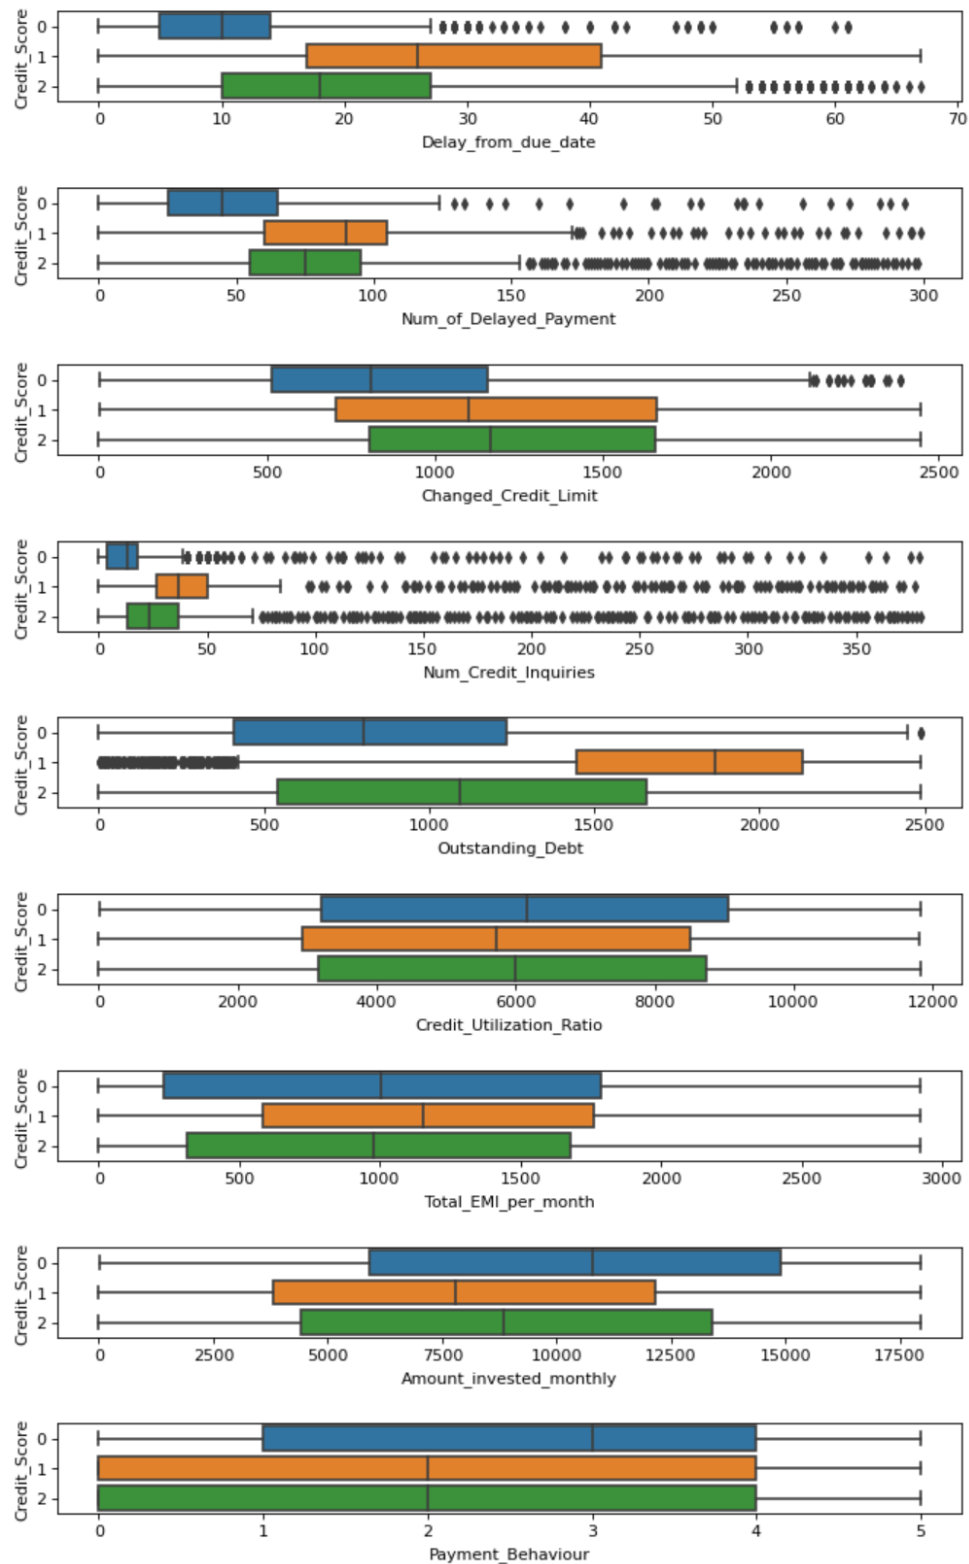 Credit_Score
0
1
2
0 10 20 30 40 50 60 70
Delay_from_due_date
Credit_Score
0
1
2
0 50 100 150 200 250 300
Num_of_Delayed_Payment
Credit_Score
0
1
2
0 500 1000 1500 2000 2500
Changed_Credit_Limit
Credit_Score
0
1
2
0 50 100 150 200 250 300 350
Num_Credit_Inquiries
Credit_Score
0
1
2
0 500 1000 1500 2000 2500
Outstanding_Debt
Credit_Score
0
1
2
0 2000 4000 6000 8000 10000 12000
Credit_Utilization_Ratio
Credit_Score
0
1
2
0 500 1000 1500 2000 2500 3000
Total_EMI_per_month
Credit_Score
0
1
2
0 2500 5000 7500 10000 12500 15000 17500
Amount_invested_monthly
Credit_Score
0
1
2
0 1 2 3 4 5
Payment_Behaviour